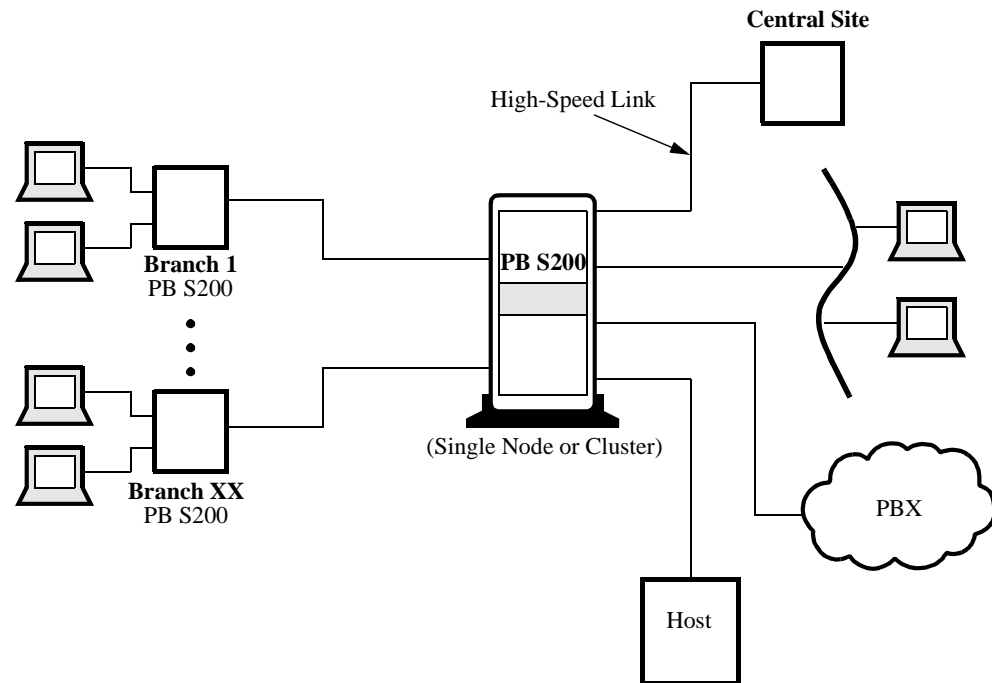 Central Site
High-Speed Link
PB S200
Branch 1
PB S200
(Single Node or Cluster)
Branch XX
PB S200
PBX
Host